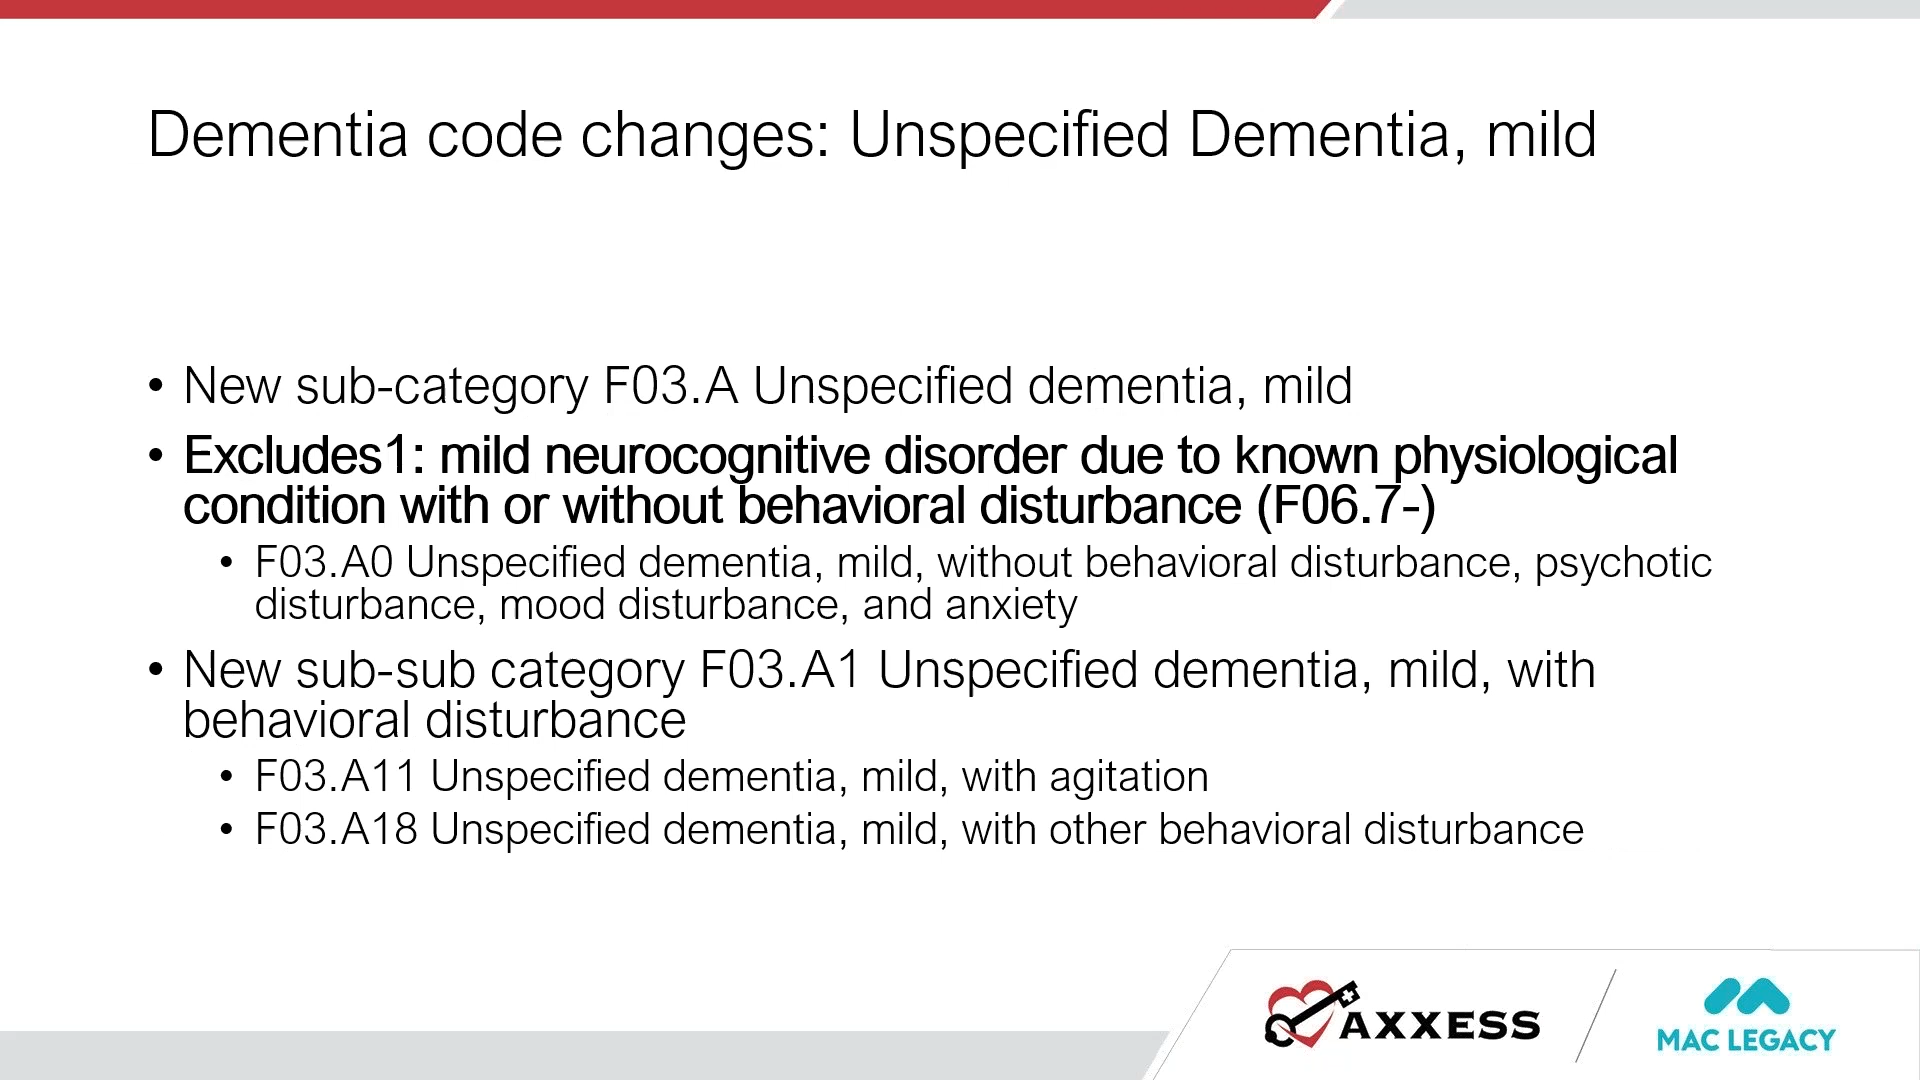 Dementia code changes: Unspecified Dementia, mild
• New sub-category F03.A Unspecified dementia, mild
• Excludes1: mild neurocognitive disorder due to known physiological
condition with or without behavioral disturbance (F06.7-)
• F03.A0 Unspecified dementia, mild, without behavioral disturbance, psychotic
disturbance, mood disturbance, and anxiety
• New sub-sub category F03.A1 Unspecified dementia, mild, with
behavioral disturbance
• F03.A11 Unspecified dementia, mild, with agitation
• F03.A18 Unspecified dementia, mild, with other behavioral disturbance
AXXESS
MAC LEGACY